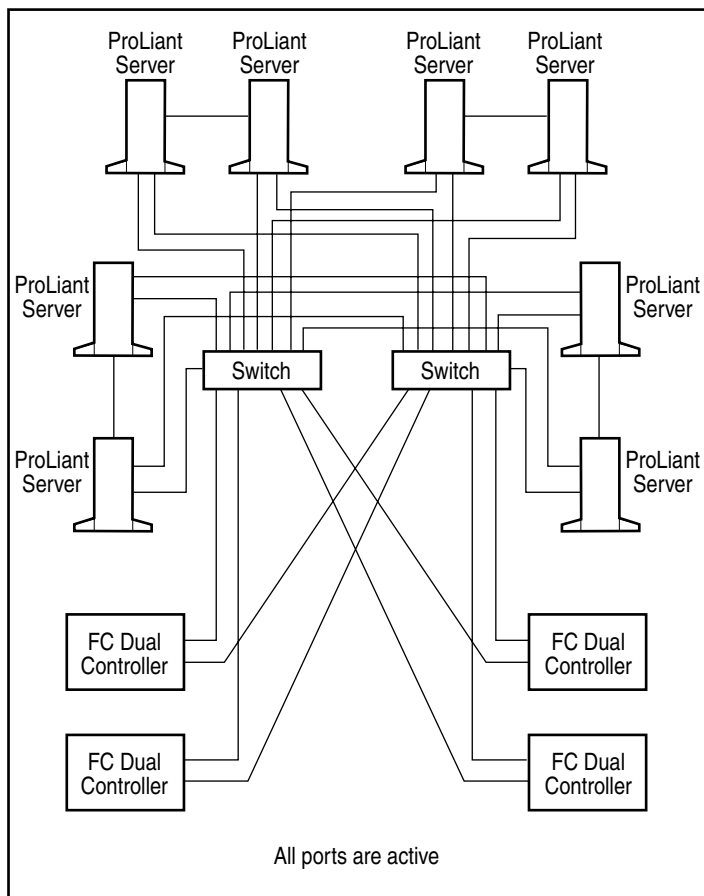 ProLiant
Server
ProLiant
Server
ProLiant
Server
ProLiant
Server
ProLiant
Server
ProLiant
Server
Switch
Switch
ProLiant
Server
ProLiant
Server
FC Dual
Controller
FC Dual
Controller
FC Dual
Controller
FC Dual
Controller
All ports are active